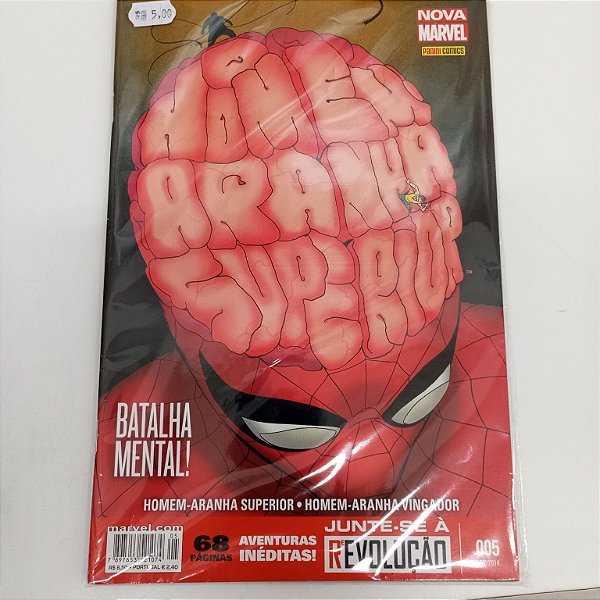 5,00
NOVA
MARVEL
PANINI COMICS
HOMEM
ARANHA
SUPERIOR
TM
BATALHA
MENTAL!
HOMEM-ARANHA SUPERIOR • HOMEM-ARANHA VINGADOR
marvel.com
05
68
PÁGINAS
AVENTURAS
INÉDITAS!
JUNTE-SE À
REVOLUÇÃO
005